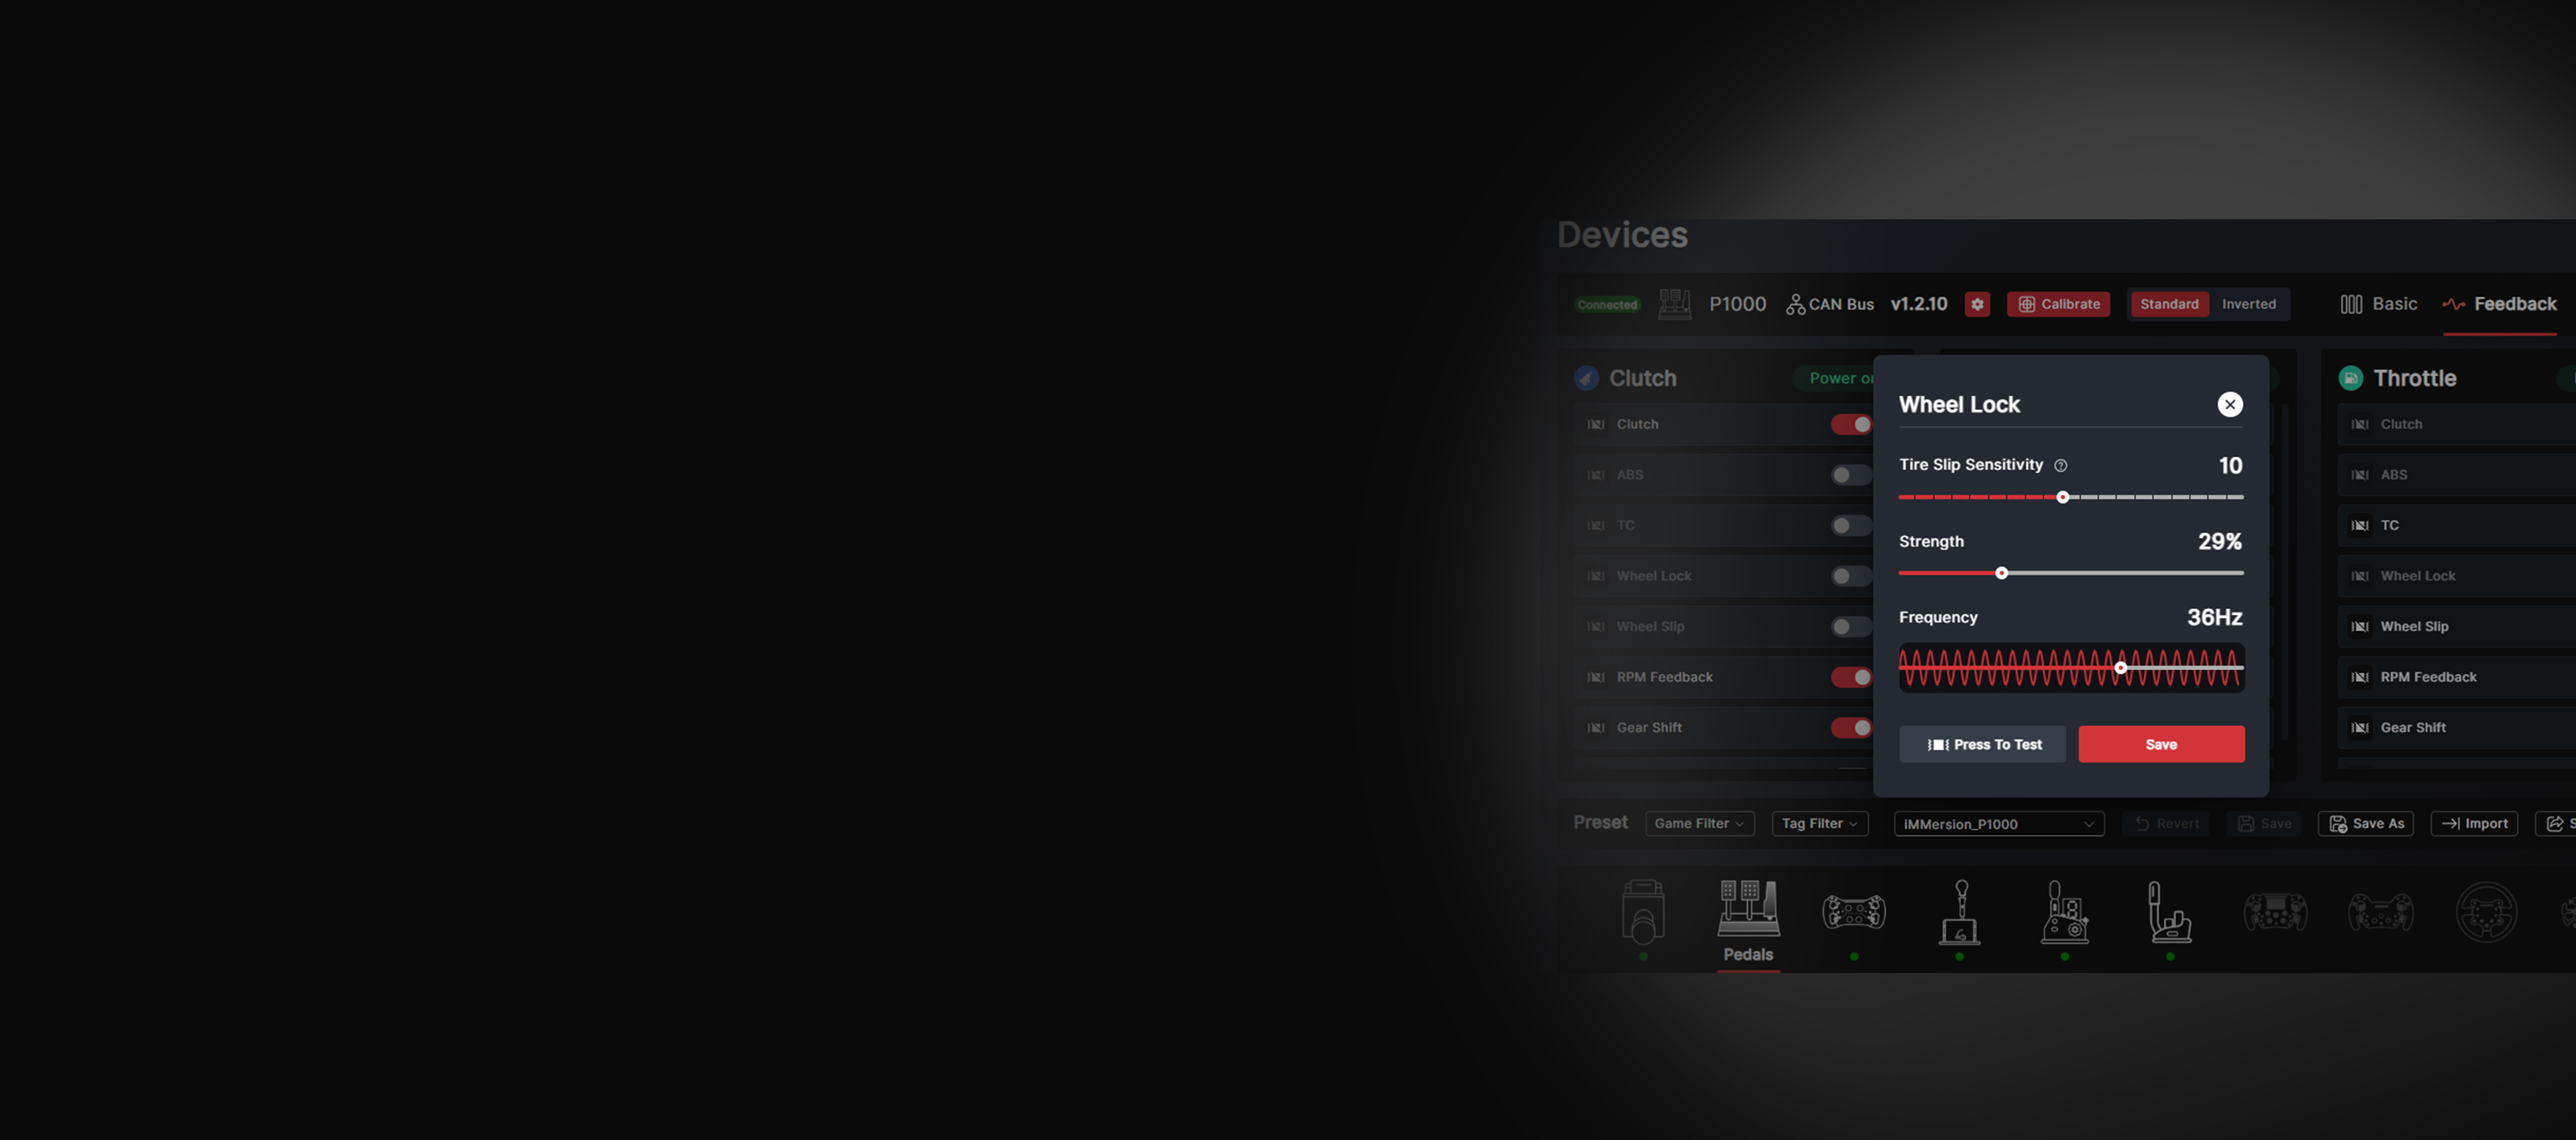 Devices
Connected P1000 CAN Bus v1.2.10 Calibrate Standard Inverted Basic Feedback
Clutch Power
Clutch
ABS
TC
Wheel Lock
Wheel Slip
RPM Feedback
Gear Shift
Wheel Lock
Tire Slip Sensitivity 10
Strength 29%
Frequency 36Hz
Press To Test Save
Throttle
Clutch
ABS
TC
Wheel Lock
Wheel Slip
RPM Feedback
Gear Shift
Preset Game Filter Tag Filter iMMersion_P1000 Revert Save Save As Import
Pedals